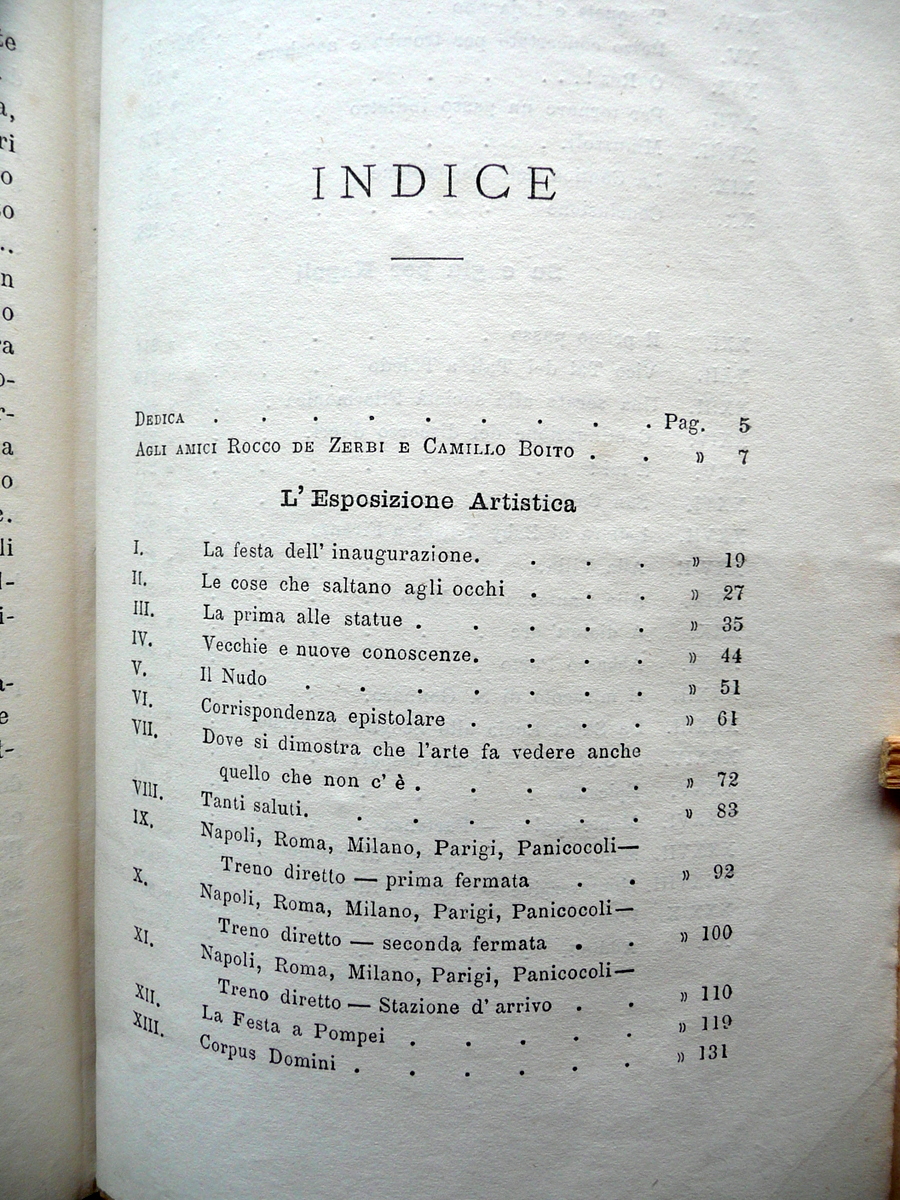 INDICE
DEDICA . . . . . . . . Pag. 5
AGLI AMICI ROCCO DE ZERBI E CAMILLO BOITO . . » 7
L'Esposizione Artistica
I. La festa dell' inaugurazione. . . . » 19
II. Le cose che saltano agli occhi . . . » 27
III. La prima alle statue . . . . . » 35
IV. Vecchie e nuove conoscenze. . . . » 44
V. Il Nudo . . . . . . . » 51
VI. Corrispondenza epistolare . . . . » 61
VII. Dove si dimostra che l'arte fa vedere anche
quello che non c' è . . . . . » 72
VIII. Tanti saluti. . . . . . . » 83
IX. Napoli, Roma, Milano, Parigi, Panicocoli—
Treno diretto — prima fermata . . » 92
X. Napoli, Roma, Milano, Parigi, Panicocoli—
Treno diretto — seconda fermata . . » 100
XI. Napoli, Roma, Milano, Parigi, Panicocoli—
Treno diretto — Stazione d' arrivo . . » 110
XII. La Festa a Pompei . . . . . » 119
XIII. Corpus Domini . . . . . . » 131